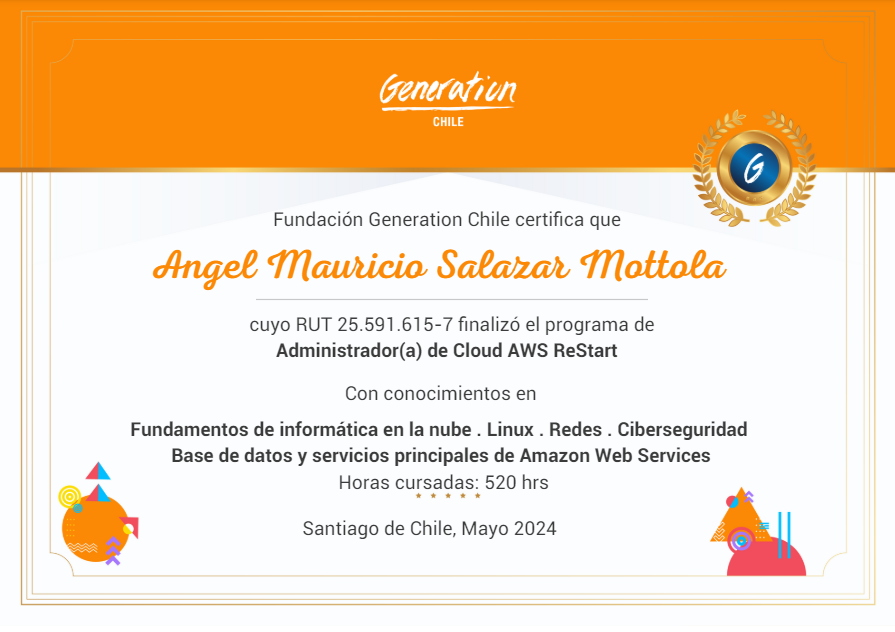 Generation
CHILE
G
Fundación Generation Chile certifica que
Angel Mauricio Salazar Mottola
cuyo RUT 25.591.615-7 finalizó el programa de
Administrador(a) de Cloud AWS ReStart
Con conocimientos en
Fundamentos de informática en la nube . Linux . Redes . Ciberseguridad
Base de datos y servicios principales de Amazon Web Services
Horas cursadas: 520 hrs
Santiago de Chile, Mayo 2024